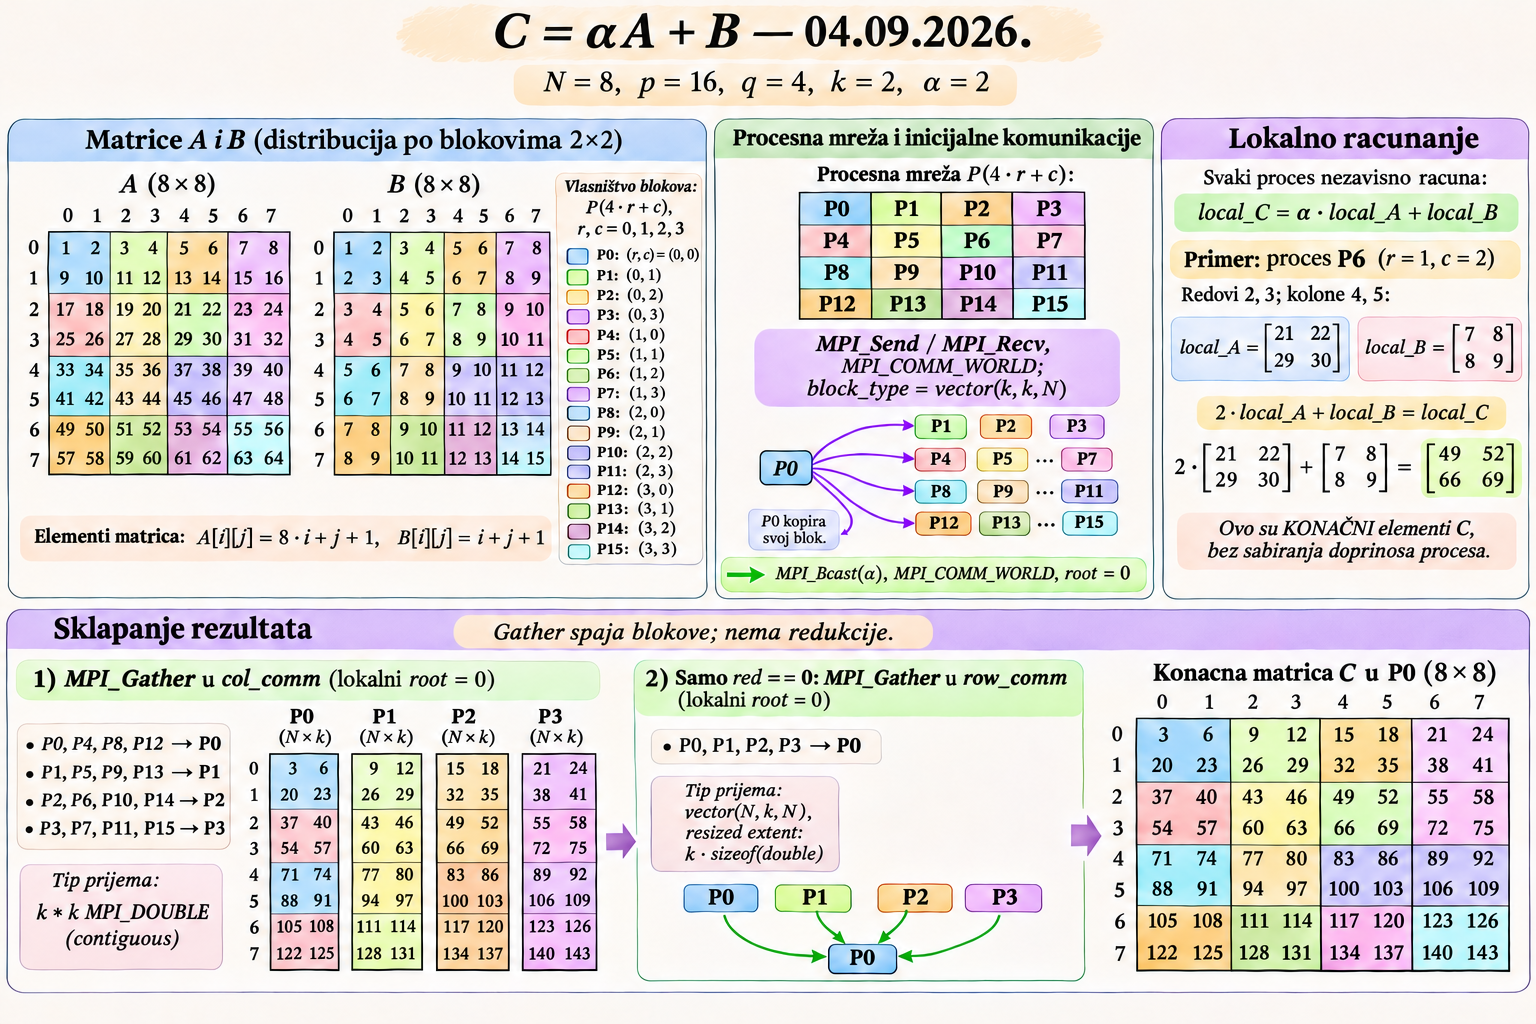 C = αA + B — 04.09.2026.
N = 8, p = 16, q = 4, k = 2, α = 2
Matrice A i B (distribucija po blokovima 2×2)
A (8×8)
0 1 2 3 4 5 6 7
0 1 2 3 4 5 6 7 8
1 9 10 11 12 13 14 15 16
2 17 18 19 20 21 22 23 24
3 25 26 27 28 29 30 31 32
4 33 34 35 36 37 38 39 40
5 41 42 43 44 45 46 47 48
6 49 50 51 52 53 54 55 56
7 57 58 59 60 61 62 63 64
B (8×8)
0 1 2 3 4 5 6 7
0 1 2 3 4 5 6 7 8
1 2 3 4 5 6 7 8 9
2 3 4 5 6 7 8 9 10
3 4 5 6 7 8 9 10 11
4 5 6 7 8 9 10 11 12
5 6 7 8 9 10 11 12 13
6 7 8 9 10 11 12 13 14
7 8 9 10 11 12 13 14 15
Vlasništvo blokova:
P(4·r+c),
r, c = 0, 1, 2, 3
P0: (r,c) = (0,0)
P1: (0,1)
P2: (0,2)
P3: (0,3)
P4: (1,0)
P5: (1,1)
P6: (1,2)
P7: (1,3)
P8: (2,0)
P9: (2,1)
P10: (2,2)
P11: (2,3)
P12: (3,0)
P13: (3,1)
P14: (3,2)
P15: (3,3)
Elementi matrica: A[i][j] = 8·i+j+1, B[i][j] = i+j+1
Procesna mreža i inicijalne komunikacije
Procesna mreža P(4·r+c):
P0 P1 P2 P3
P4 P5 P6 P7
P8 P9 P10 P11
P12 P13 P14 P15
MPI_Send / MPI_Recv,
MPI_COMM_WORLD;
block_type = vector(k, k, N)
P0
P1 P2 P3
P4 P5 ... P7
P8 P9 ... P11
P12 P13 ... P15
P0 kopira
svoj blok.
MPI_Bcast(α), MPI_COMM_WORLD, root = 0
Lokalno racunanje
Svaki proces nezavisno racuna:
local_C = α · local_A + local_B
Primer: proces P6 (r = 1, c = 2)
Redovi 2, 3; kolone 4, 5:
local_A = [21 22
29 30]
local_B = [7 8
8 9]
2 · local_A + local_B = local_C
2 · [21 22
29 30] + [7 8
8 9] = [49 52
66 69]
Ovo su KONAČNI elementi C,
bez sabiranja doprinosa procesa.
Sklapanje rezultata
Gather spaja blokove; nema redukcije.
1) MPI_Gather u col_comm (lokalni root = 0)
• P0, P4, P8, P12 → P0
• P1, P5, P9, P13 → P1
• P2, P6, P10, P14 → P2
• P3, P7, P11, P15 → P3
Tip prijema:
k * k MPI_DOUBLE
(contiguous)
P0 P1 P2 P3
(N×k) (N×k) (N×k) (N×k)
0 3 6 9 12 15 18 21 24
1 20 23 26 29 32 35 38 41
2 37 40 43 46 49 52 55 58
3 54 57 60 63 66 69 72 75
4 71 74 77 80 83 86 89 92
5 88 91 94 97 100 103 106 109
6 105 108 111 114 117 120 123 126
7 122 125 128 131 134 137 140 143
2) Samo red == 0: MPI_Gather u row_comm
(lokalni root = 0)
• P0, P1, P2, P3 → P0
Tip prijema:
vector(N, k, N),
resized extent:
k · sizeof(double)
P0 P1 P2 P3
P0
Konacna matrica C u P0 (8×8)
0 1 2 3 4 5 6 7
0 3 6 9 12 15 18 21 24
1 20 23 26 29 32 35 38 41
2 37 40 43 46 49 52 55 58
3 54 57 60 63 66 69 72 75
4 71 74 77 80 83 86 89 92
5 88 91 94 97 100 103 106 109
6 105 108 111 114 117 120 123 126
7 122 125 128 131 134 137 140 143